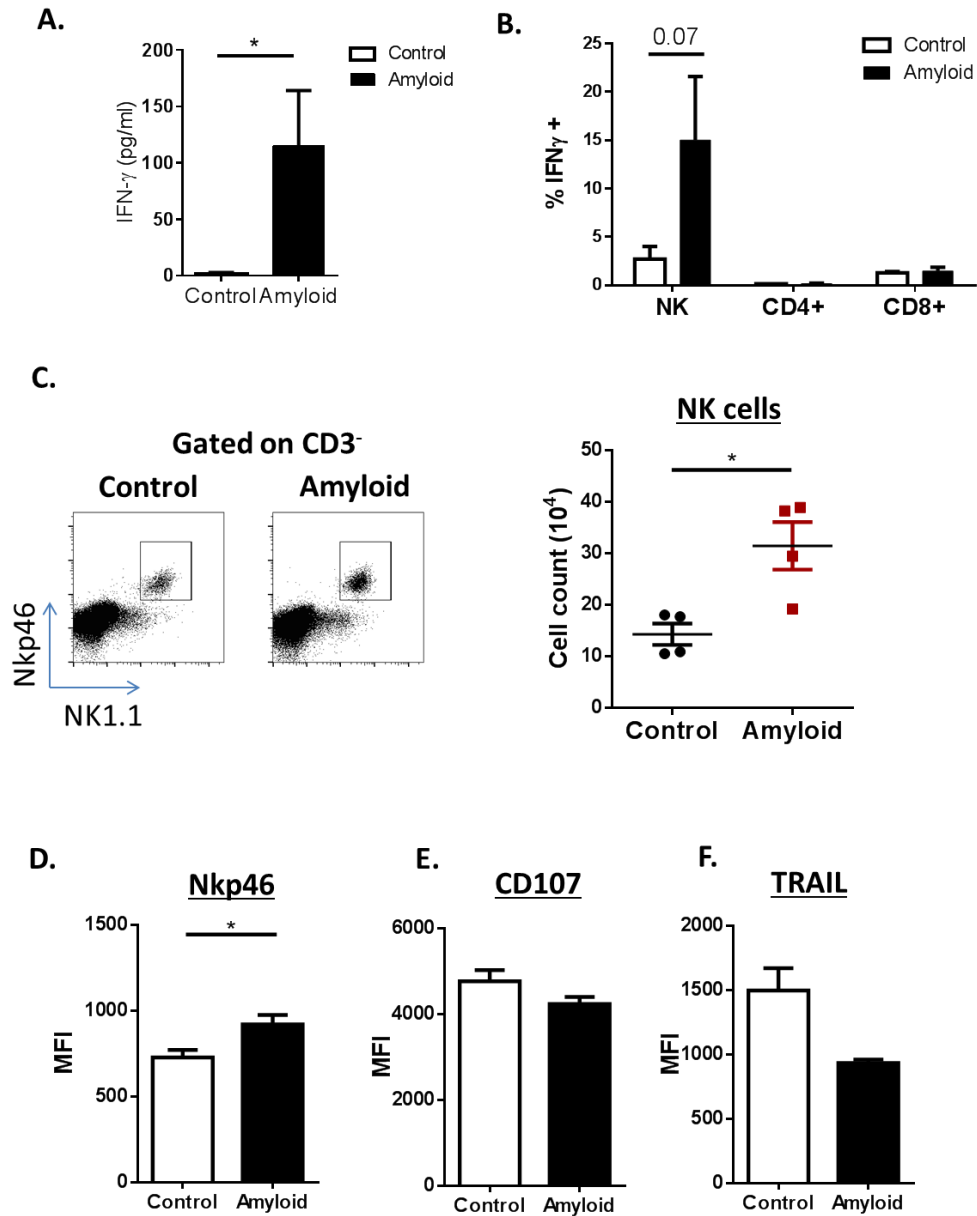 A.
*
Control
Amyloid
IFN-γ (pg/ml)
200
150
100
50
0
Control Amyloid
B.
0.07
Control
Amyloid
% IFNγ +
25
20
15
10
5
0
NK CD4+ CD8+
C.
Gated on CD3-
Control Amyloid
Nkp46
NK1.1
NK cells
*
Cell count (10^4)
50
40
30
20
10
0
Control Amyloid
D.
Nkp46
*
MFI
1500
1000
500
0
Control Amyloid
E.
CD107
MFI
6000
4000
2000
0
Control Amyloid
F.
TRAIL
MFI
2000
1500
1000
500
0
Control Amyloid